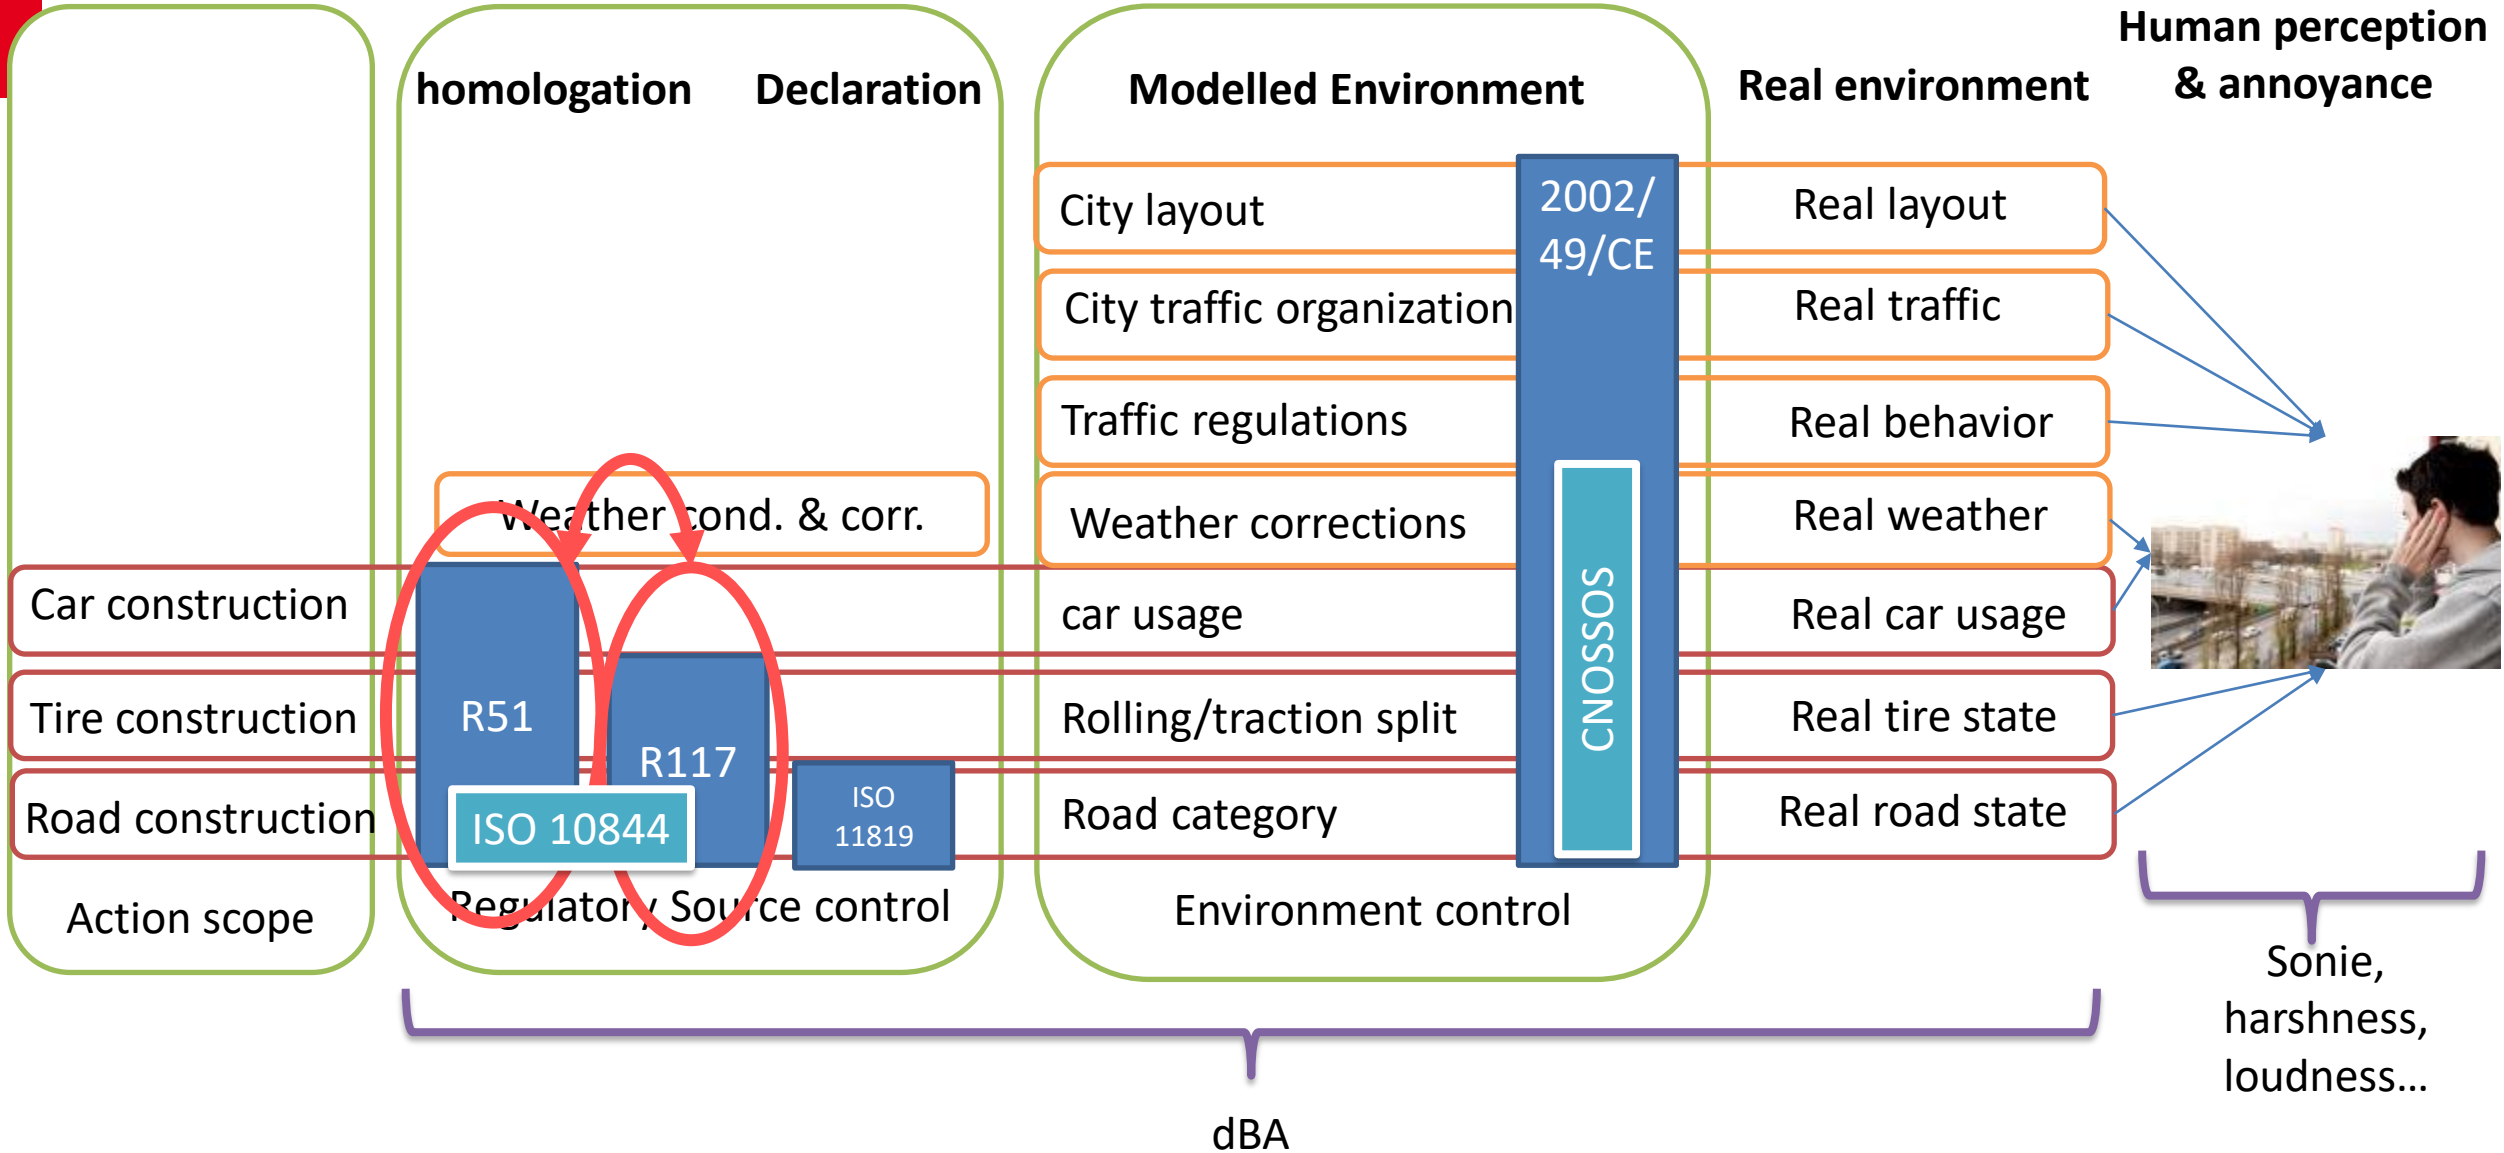 Human perception
& annoyance
homologation
Declaration
Modelled Environment
Real environment
City layout
2002/
49/CE
Real layout
City traffic organization
Real traffic
Traffic regulations
Real behavior
Weather cond. & corr.
Weather corrections
Real weather
Car construction
car usage
CNOSSOS
Real car usage
Tire construction
R51
R117
Rolling/traction split
Real tire state
Road construction
ISO 10844
ISO
11819
Road category
Real road state
Action scope
Regulatory Source control
Environment control
Sonie,
harshness,
loudness...
dBA